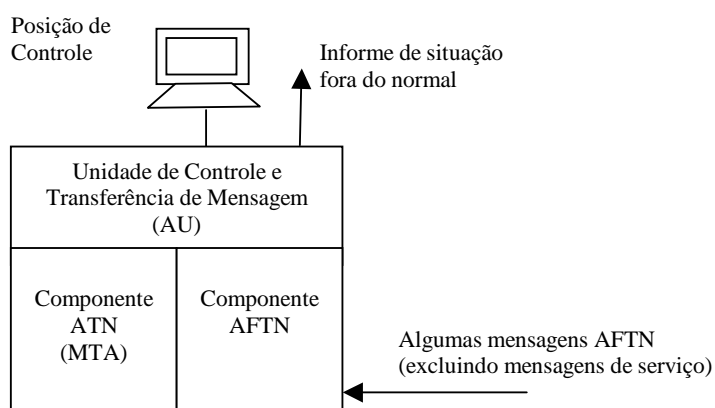 Posição de
Controle
Informe de situação
fora do normal
Unidade de Controle e
Transferência de Mensagem
(AU)
Componente
ATN
(MTA)
Componente
AFTN
Algumas mensagens AFTN
(excluindo mensagens de serviço)